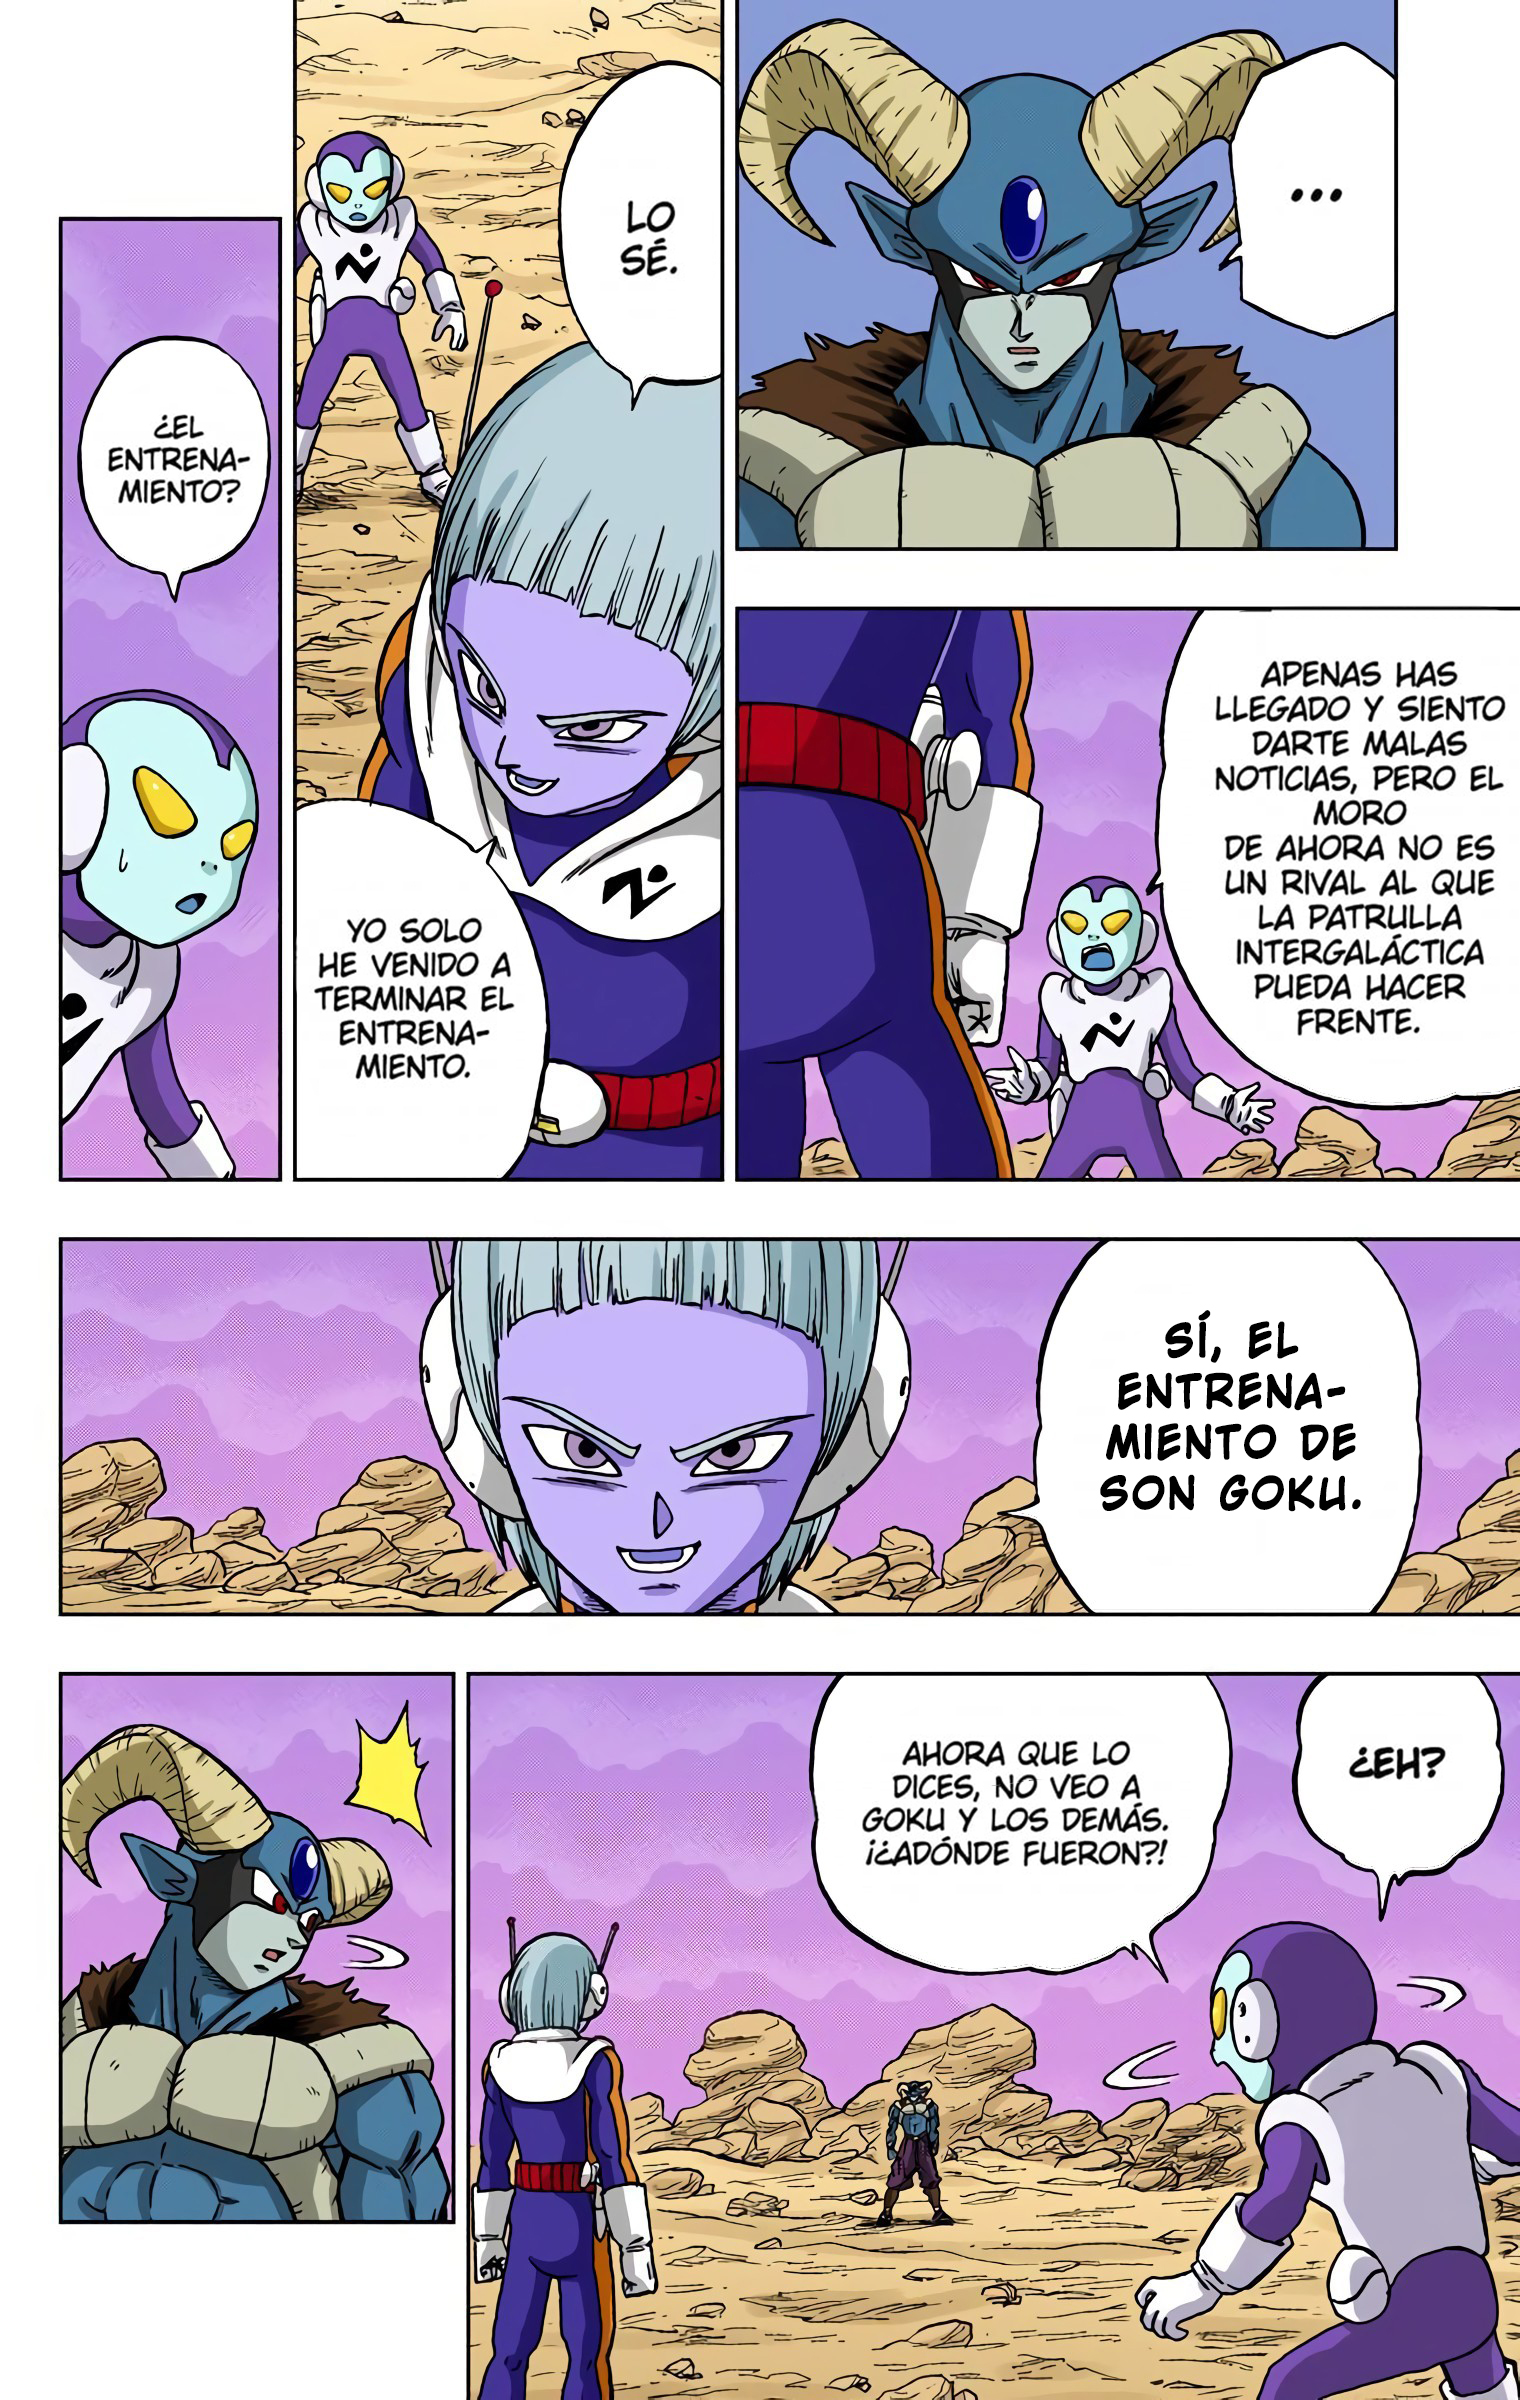 ...
APENAS HAS
LLEGADO Y SIENTO
DARTE MALAS
NOTICIAS, PERO EL
MORO
DE AHORA NO ES
UN RIVAL AL QUE
LA PATRULLA
INTERGALÁCTICA
PUEDA HACER
FRENTE.
LO
SÉ.
YO SOLO
HE VENIDO A
TERMINAR EL
ENTRENA-
MIENTO.
¿EL
ENTRENA-
MIENTO?
SÍ, EL
ENTRENA-
MIENTO DE
SON GOKU.
¿EH?
AHORA QUE LO
DICES, NO VEO A
GOKU Y LOS DEMÁS.
¡¿ADÓNDE FUERON?!